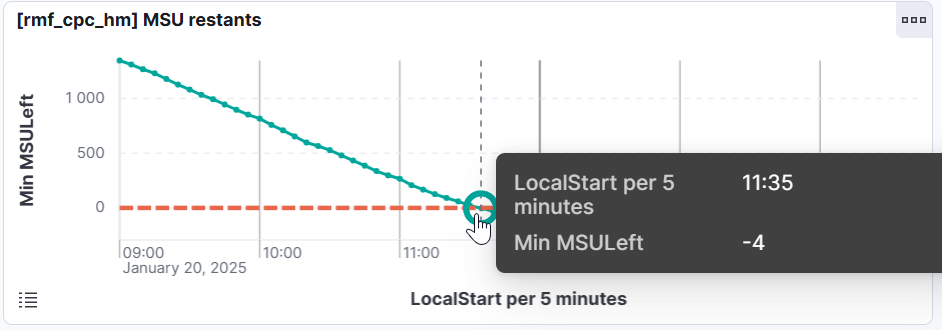 [rmf_cpc_hm] MSU restants
Min MSULeft
1 000
500
0
LocalStart per 5
minutes
11:35
Min MSULeft
-4
09:00
10:00
11:00
January 20, 2025
LocalStart per 5 minutes